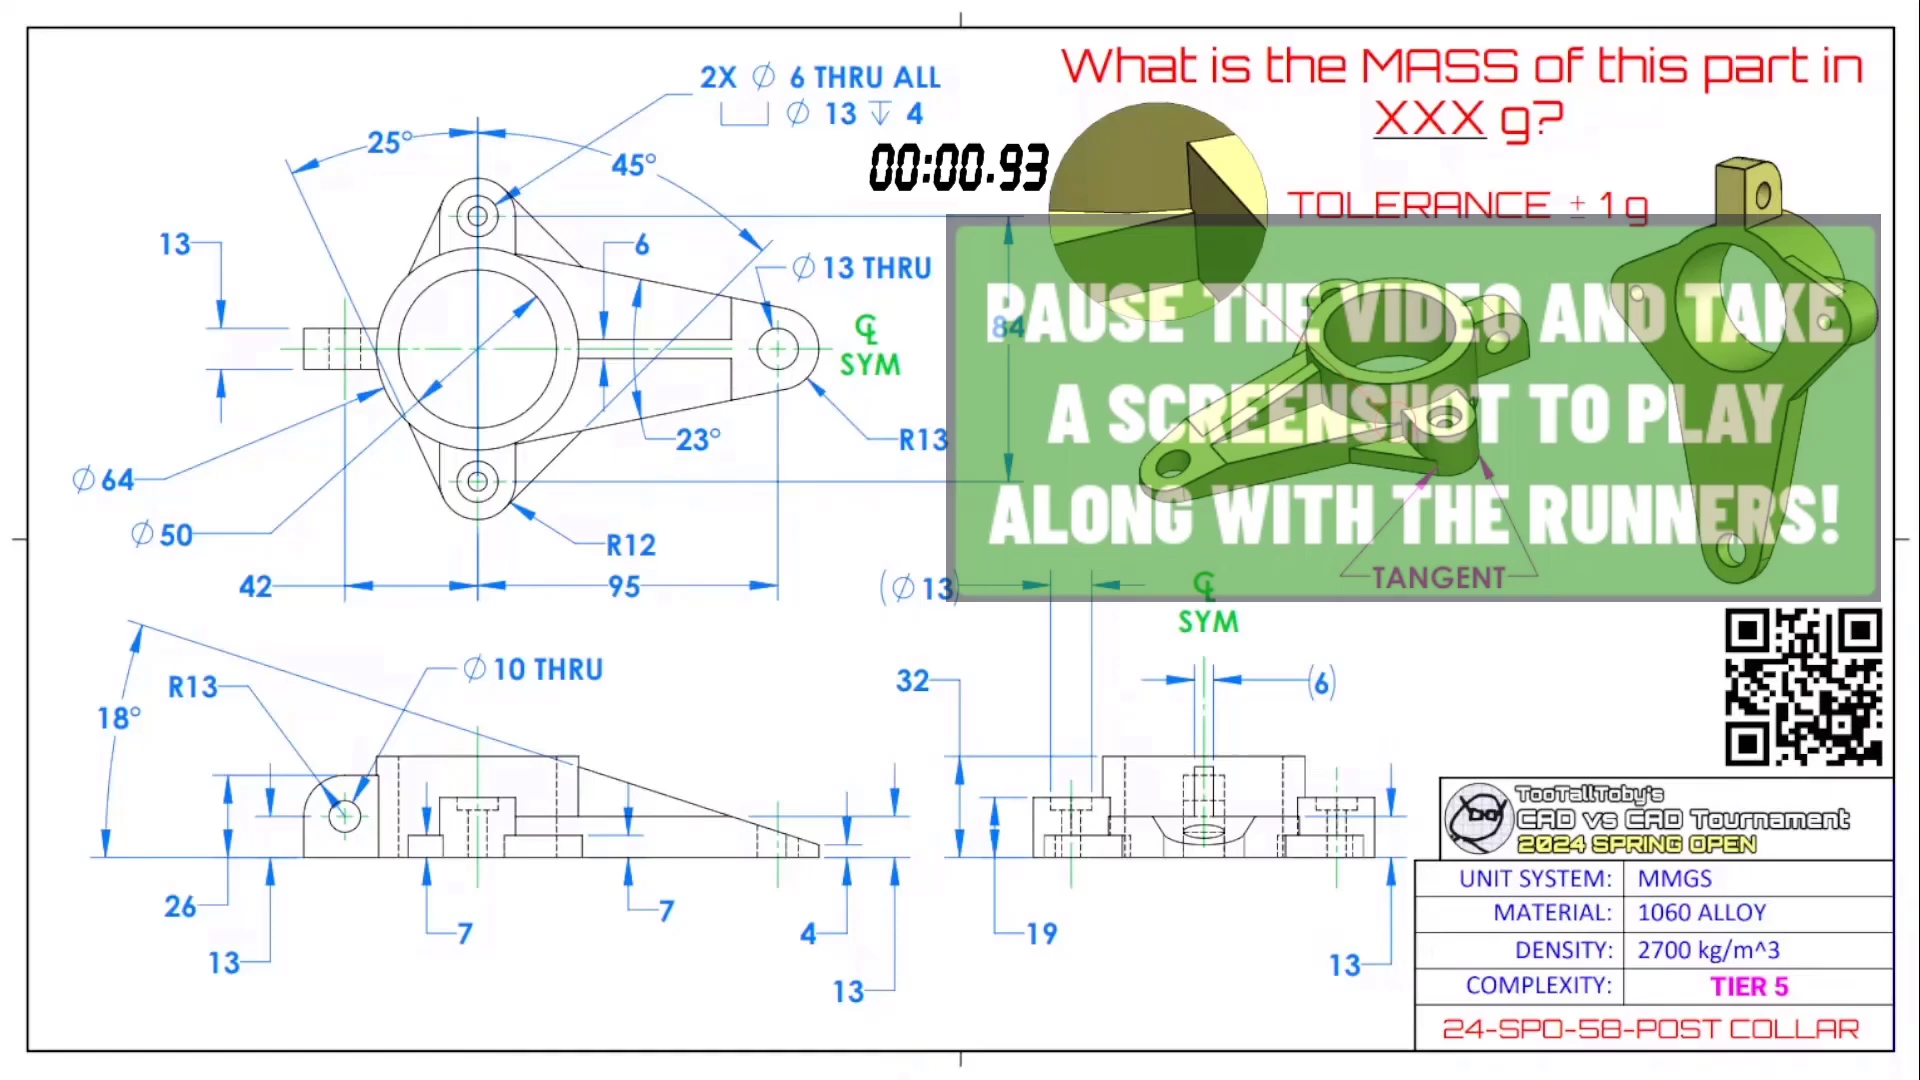 2X ∅ 6 THRU ALL
⌴ ∅ 13 ↧ 4
What is the MASS of this part in
XXX g?
TOLERANCE ± 1 g
00:00.93
25°
45°
13
6
∅ 13 THRU
℄
SYM
84
PAUSE THE VIDEO AND TAKE
A SCREENSHOT TO PLAY
ALONG WITH THE RUNNERS!
TANGENT
23°
R13
∅ 64
∅ 50
R12
42
95
(∅ 13)
℄
SYM
R13
∅ 10 THRU
18°
32
(6)
26
13
7
7
4
13
19
13
TooTallToby's
CAD vs CAD Tournament
2024 SPRING OPEN
UNIT SYSTEM: MMGS
MATERIAL: 1060 ALLOY
DENSITY: 2700 kg/m^3
COMPLEXITY: TIER 5
24-SPO-58-POST COLLAR